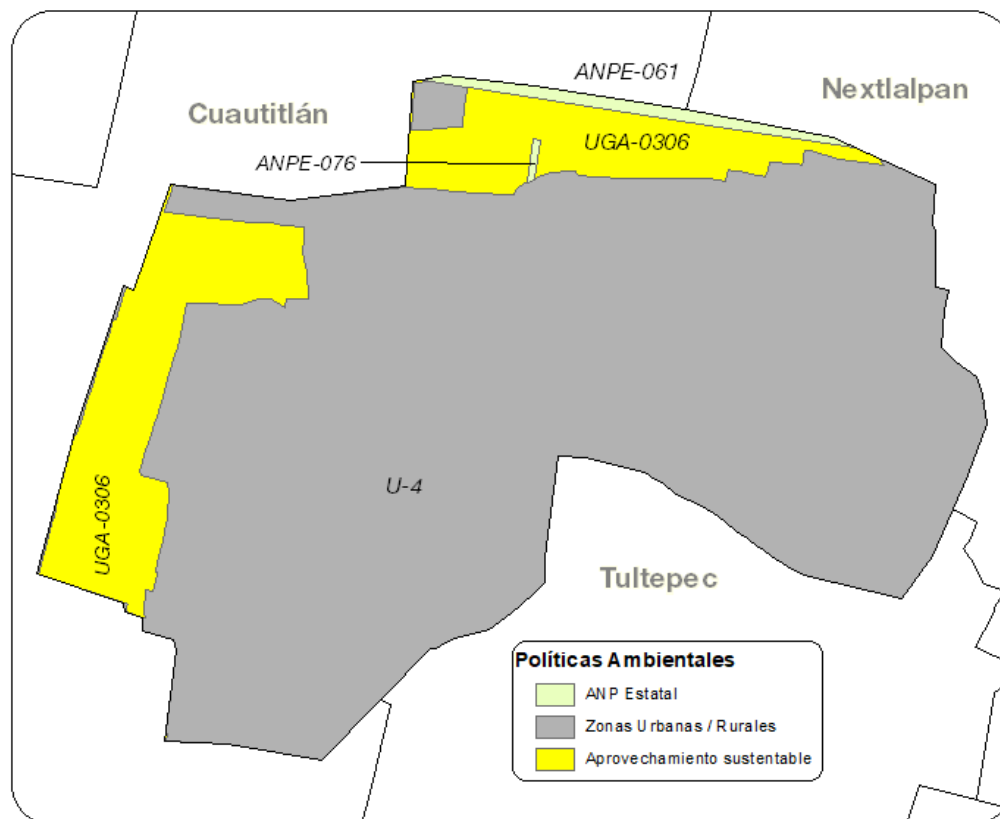 ANPE-061
Nextlalpan
Cuautitlán
UGA-0306
ANPE-076
U-4
UGA-0306
Tultepec
Políticas Ambientales
ANP Estatal
Zonas Urbanas / Rurales
Aprovechamiento sustentable